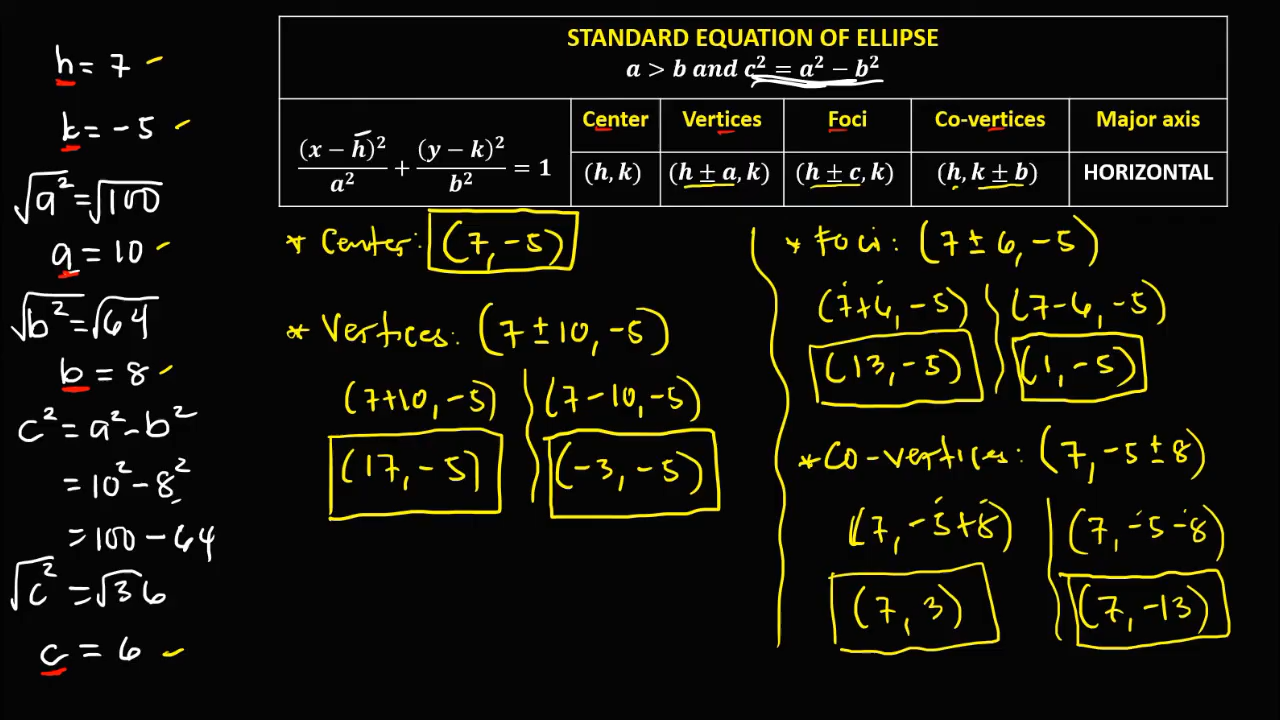 h = 7
k = -5
√a² = √100
a = 10
√b² = √64
b = 8
c² = a² - b²
= 10² - 8²
= 100 - 64
√c² = √36
c = 6
STANDARD EQUATION OF ELLIPSE
a > b and c² = a² − b²
Center Vertices Foci Co-vertices Major axis
(x − h)²/a² + (y − k)²/b² = 1 (h, k) (h ± a, k) (h ± c, k) (h, k ± b) HORIZONTAL
* Center: (7, -5)
* Vertices: (7 ± 10, -5)
(7+10, -5) (7-10, -5)
(17, -5) (-3, -5)
* Foci: (7 ± 6, -5)
(7+6, -5) (7-6, -5)
(13, -5) (1, -5)
* Co-vertices: (7, -5 ± 8)
(7, -5+8) (7, -5-8)
(7, 3) (7, -13)